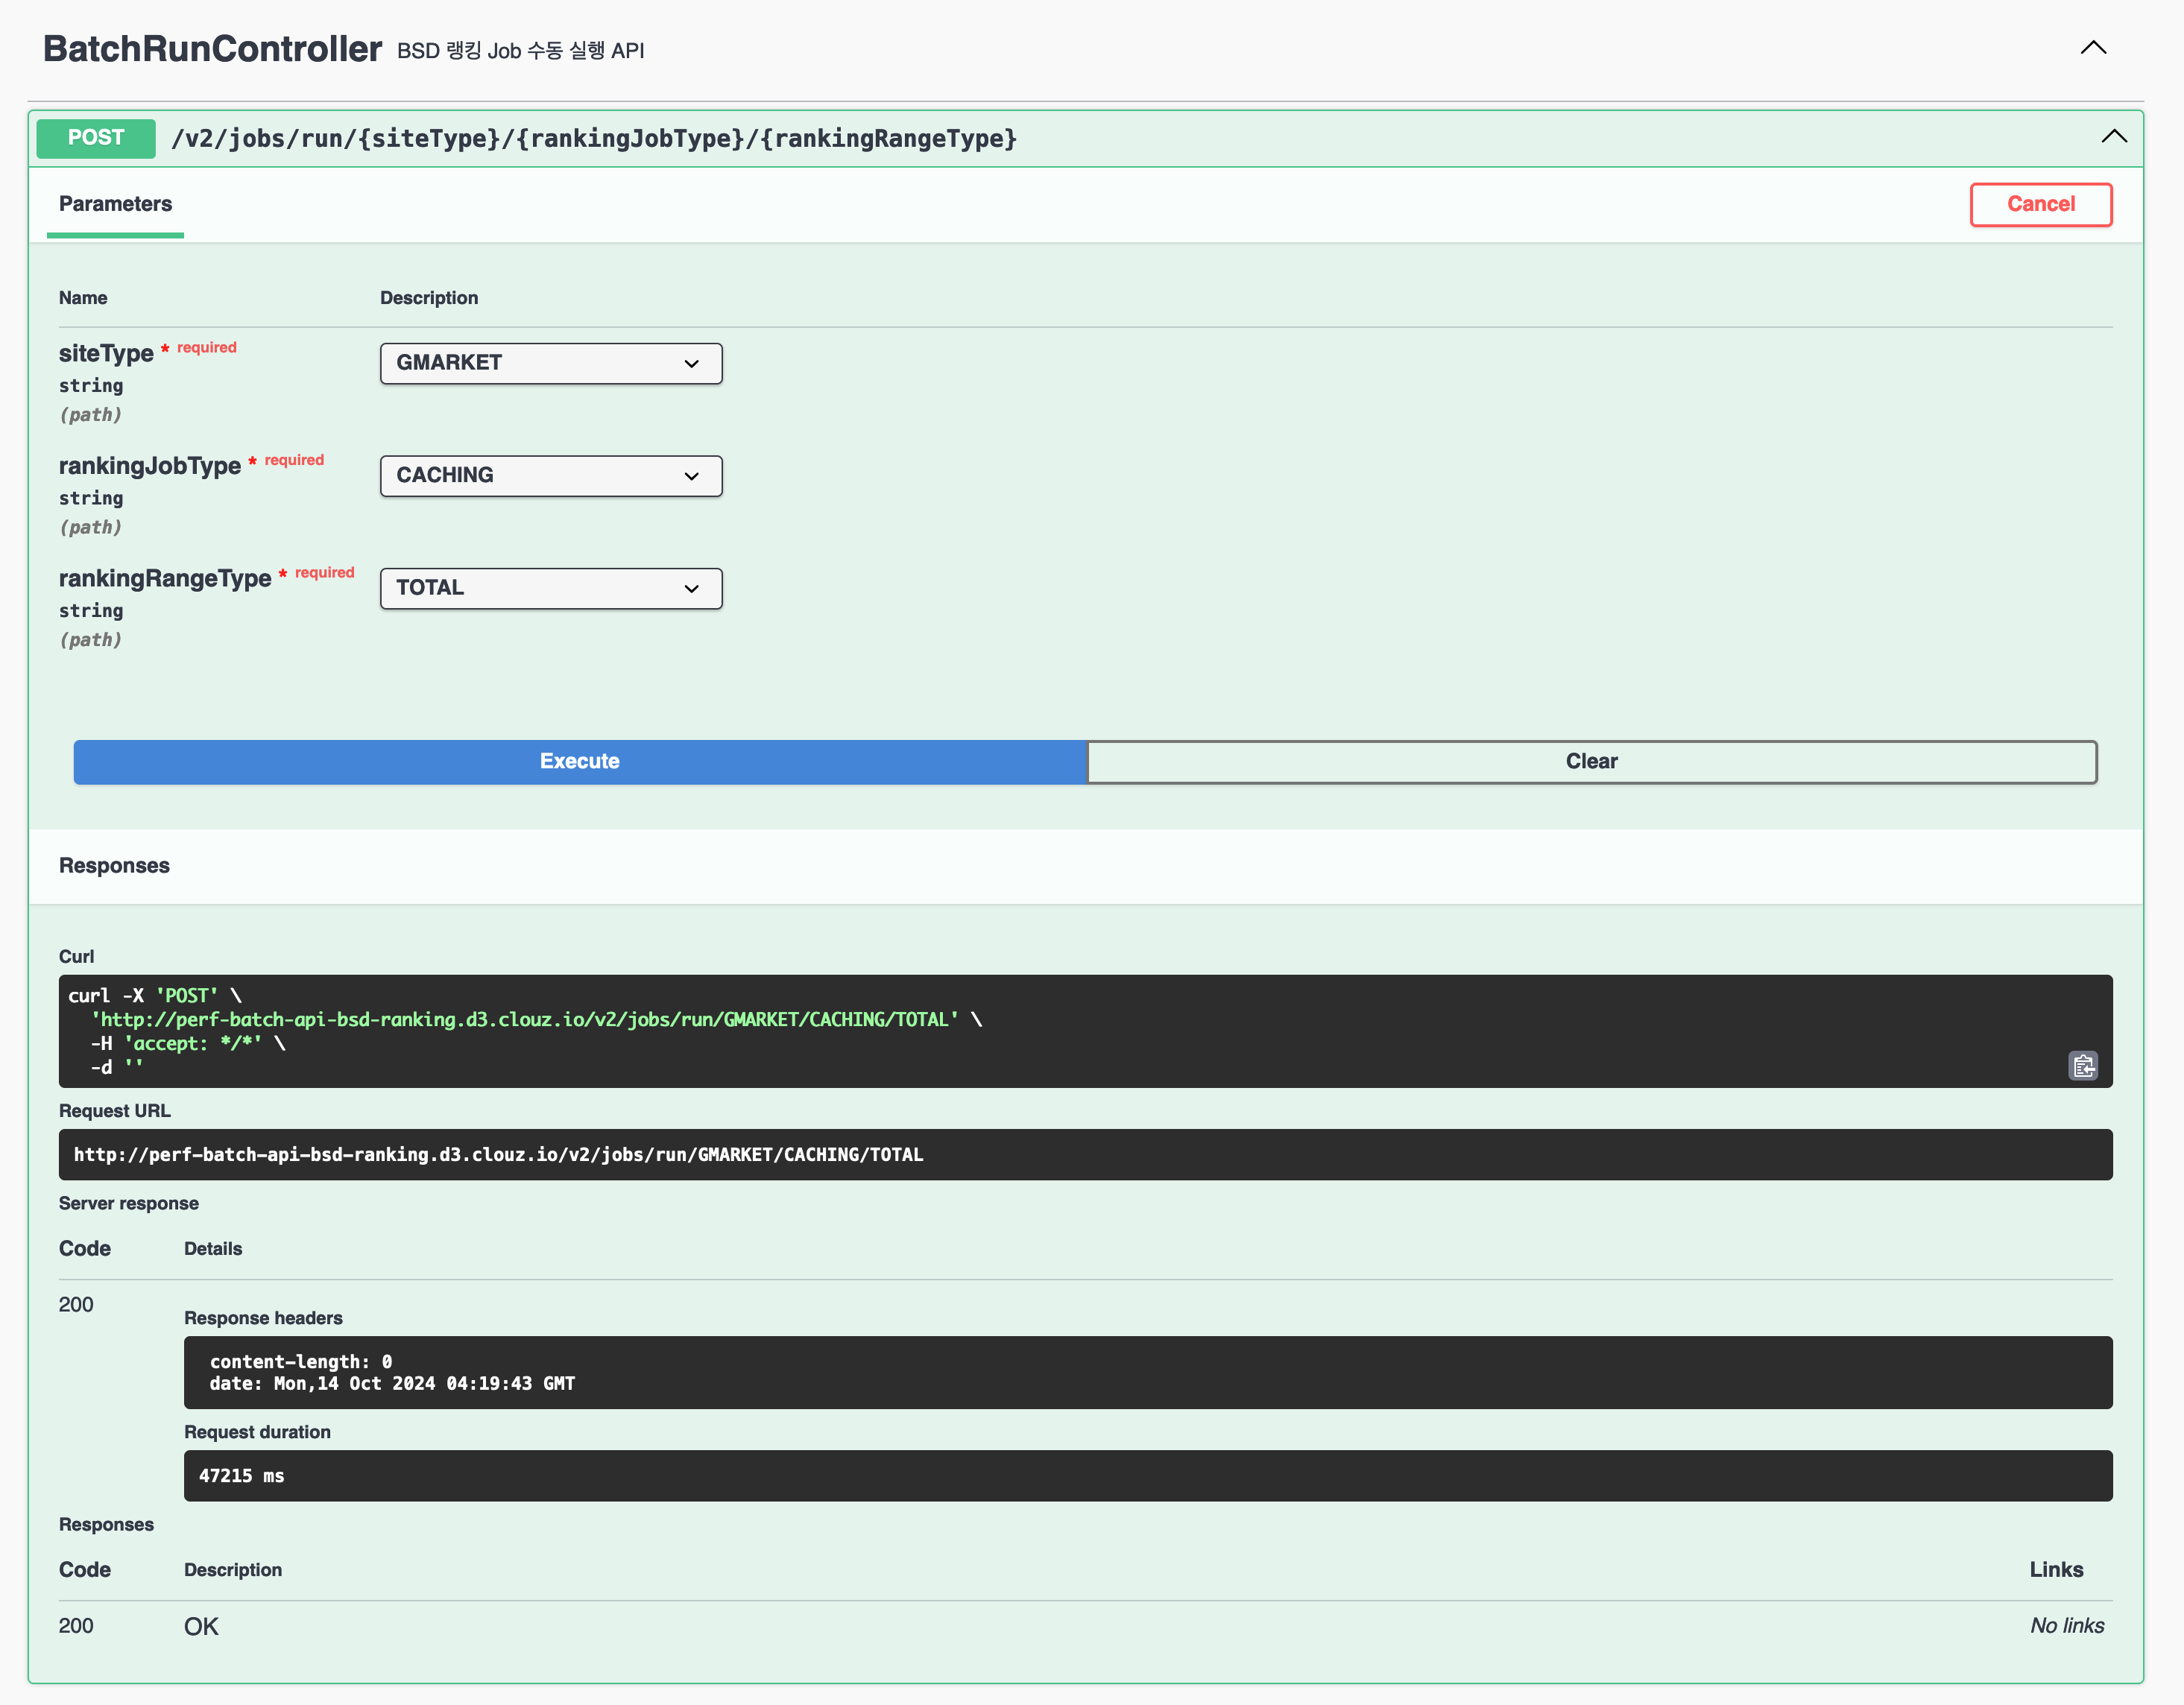 BatchRunController BSD 랭킹 Job 수동 실행 API
POST /v2/jobs/run/{siteType}/{rankingJobType}/{rankingRangeType}
Parameters
Cancel
Name Description
siteType * required
string
(path)
GMARKET
rankingJobType * required
string
(path)
CACHING
rankingRangeType * required
string
(path)
TOTAL
Execute
Clear
Responses
Curl
curl -X 'POST' \
'http://perf-batch-api-bsd-ranking.d3.clouz.io/v2/jobs/run/GMARKET/CACHING/TOTAL' \
-H 'accept: */*' \
-d ''
Request URL
http://perf-batch-api-bsd-ranking.d3.clouz.io/v2/jobs/run/GMARKET/CACHING/TOTAL
Server response
Code Details
200
Response headers
content-length: 0
date: Mon,14 Oct 2024 04:19:43 GMT
Request duration
47215 ms
Responses
Code Description Links
200 OK No links